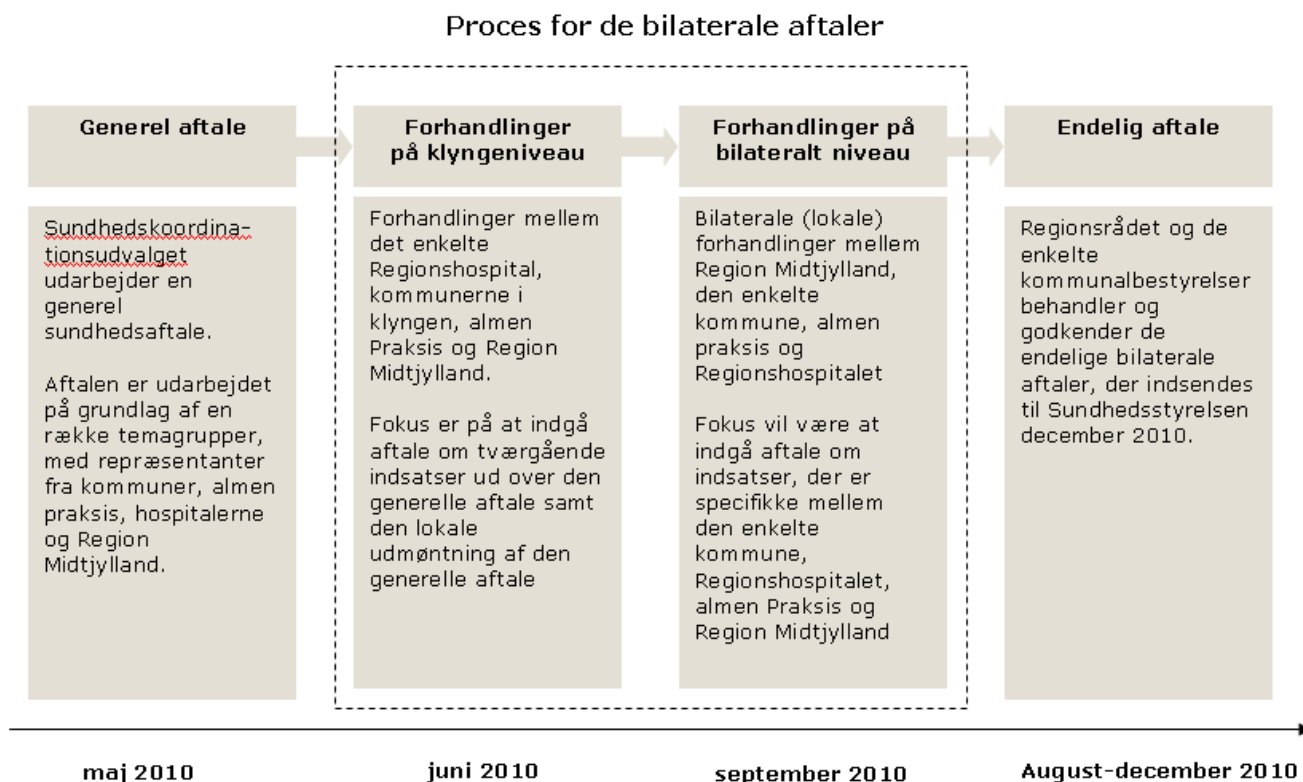 Proces for de bilaterale aftaler
Generel aftale
Sundhedskoordina-
tionsudvalget
udarbejder en
generel
sundhedsaftale.
Aftalen er udarbejdet
på grundlag af en
række temagrupper,
med repræsentanter
fra kommuner, almen
praksis, hospitalerne
og Region
Midtjylland.
Forhandlinger
på klyngeniveau
Forhandlinger mellem
det enkelte
Regionshospital,
kommunerne i
klyngen, almen
Praksis og Region
Midtjylland.
Fokus er på at indgå
aftale om tværgående
indsatser ud over den
generelle aftale samt
den lokale
udmøntning af den
generelle aftale
Forhandlinger på
bilateralt niveau
Bilaterale (lokale)
forhandlinger mellem
Region Midtjylland,
den enkelte
kommune, almen
praksis og
Regionshospitalet
Fokus vil være at
indgå aftale om
indsatser, der er
specifikke mellem
den enkelte
kommune,
Regionshospitalet,
almen Praksis og
Region Midtjylland
Endelig aftale
Regionsrådet og de
enkelte
kommunalbestyrelser
behandler og
godkender de
endelige bilaterale
aftaler, der indsendes
til Sundhedsstyrelsen
december 2010.
maj 2010
juni 2010
september 2010
August-december 2010